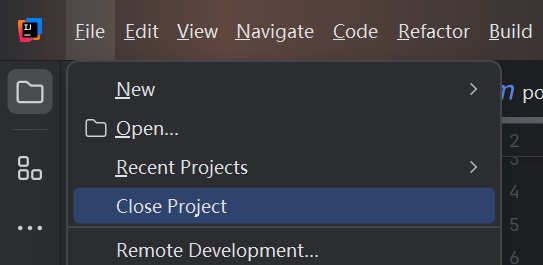 File Edit View Navigate Code Refactor Build
New
Open...
Recent Projects
Close Project
Remote Development...
m po
2
3
4
5
6